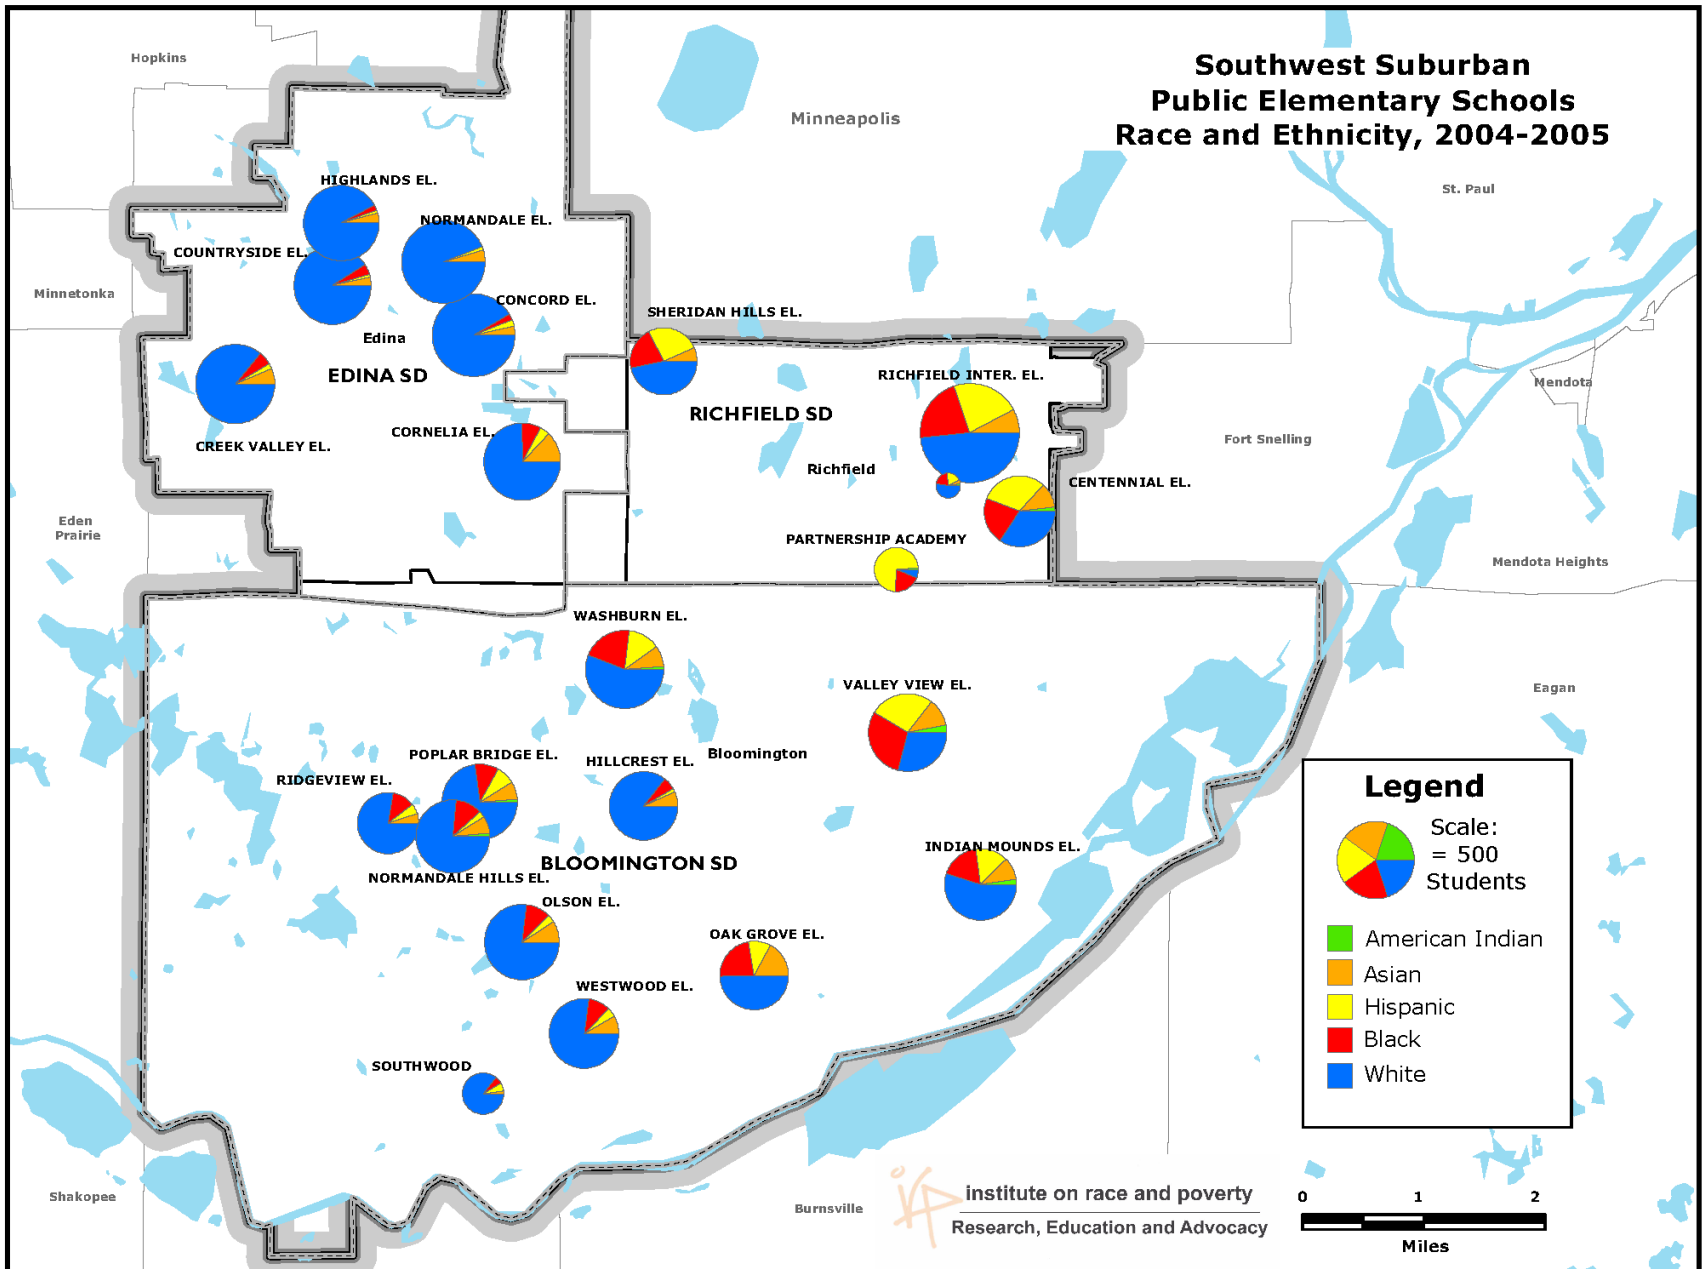 Southwest Suburban
Public Elementary Schools
Race and Ethnicity, 2004-2005
Hopkins
Minneapolis
St. Paul
HIGHLANDS EL.
NORMANDALE EL.
COUNTRYSIDE EL.
Minnetonka
CONCORD EL.
SHERIDAN HILLS EL.
Edina
EDINA SD
RICHFIELD INTER. EL.
Mendota
RICHFIELD SD
CORNELIA EL.
CREEK VALLEY EL.
Fort Snelling
Richfield
CENTENNIAL EL.
Eden
Prairie
PARTNERSHIP ACADEMY
Mendota Heights
WASHBURN EL.
VALLEY VIEW EL.
Eagan
POPLAR BRIDGE EL.
HILLCREST EL.
Bloomington
RIDGEVIEW EL.
INDIAN MOUNDS EL.
BLOOMINGTON SD
NORMANDALE HILLS EL.
OLSON EL.
OAK GROVE EL.
WESTWOOD EL.
SOUTHWOOD
Legend
Scale:
= 500
Students
American Indian
Asian
Hispanic
Black
White
Shakopee
Burnsville
irp
institute on race and poverty
Research, Education and Advocacy
0 1 2
Miles